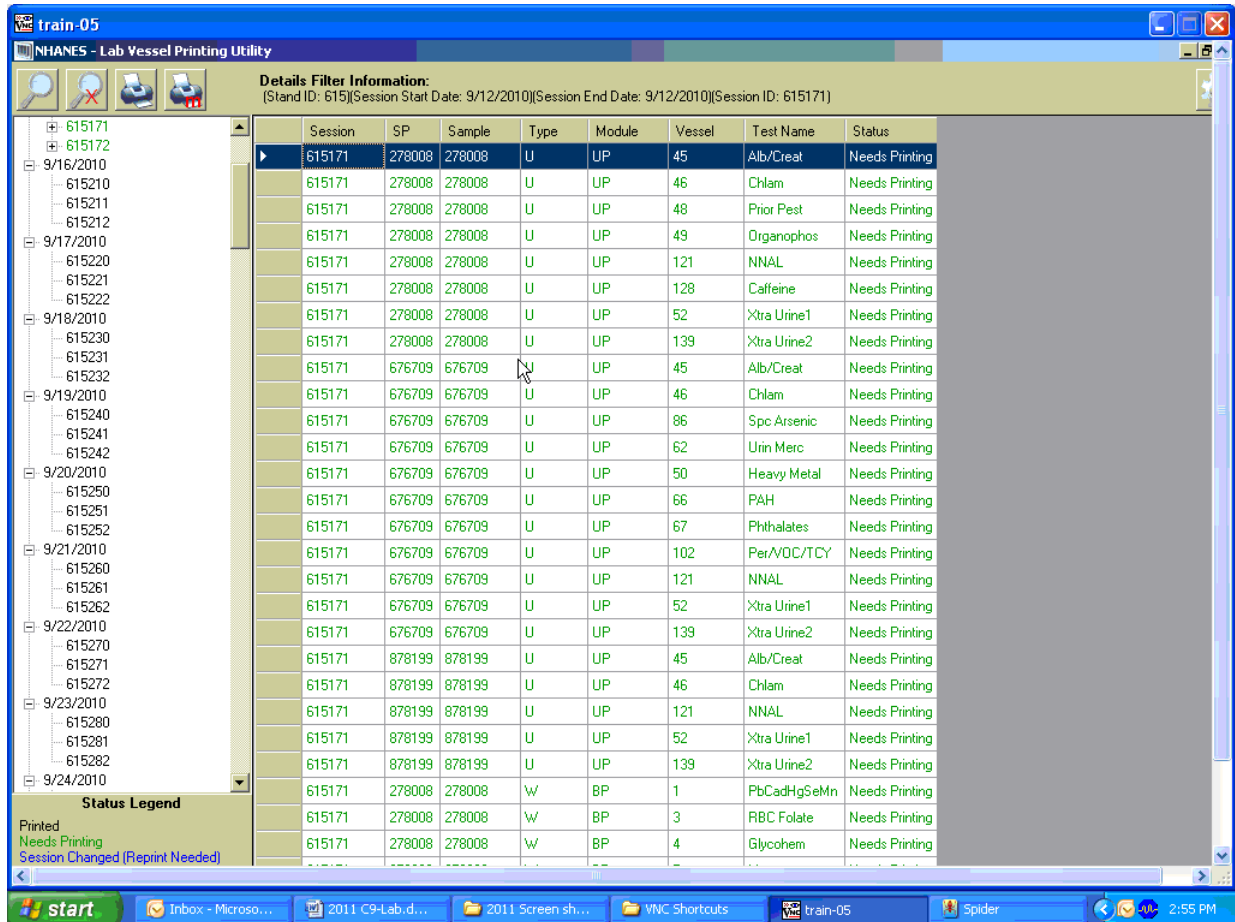 train-05
NHANES - Lab Vessel Printing Utility
Details Filter Information:
(Stand ID: 615)(Session Start Date: 9/12/2010)(Session End Date: 9/12/2010)(Session ID: 615171)
615171
615172
9/16/2010
615210
615211
615212
9/17/2010
615220
615221
615222
9/18/2010
615230
615231
615232
9/19/2010
615240
615241
615242
9/20/2010
615250
615251
615252
9/21/2010
615260
615261
615262
9/22/2010
615270
615271
615272
9/23/2010
615280
615281
615282
9/24/2010
Status Legend
Printed
Needs Printing
Session Changed (Reprint Needed)
Session SP Sample Type Module Vessel Test Name Status
615171 278008 278008 U UP 45 Alb/Creat Needs Printing
615171 278008 278008 U UP 46 Chlam Needs Printing
615171 278008 278008 U UP 48 Prior Pest Needs Printing
615171 278008 278008 U UP 49 Organophos Needs Printing
615171 278008 278008 U UP 121 NNAL Needs Printing
615171 278008 278008 U UP 128 Caffeine Needs Printing
615171 278008 278008 U UP 52 Xtra Urine1 Needs Printing
615171 278008 278008 U UP 139 Xtra Urine2 Needs Printing
615171 676709 676709 U UP 45 Alb/Creat Needs Printing
615171 676709 676709 U UP 46 Chlam Needs Printing
615171 676709 676709 U UP 86 Spc Arsenic Needs Printing
615171 676709 676709 U UP 62 Urin Merc Needs Printing
615171 676709 676709 U UP 50 Heavy Metal Needs Printing
615171 676709 676709 U UP 66 PAH Needs Printing
615171 676709 676709 U UP 67 Phthalates Needs Printing
615171 676709 676709 U UP 102 Per/VOC/TCY Needs Printing
615171 676709 676709 U UP 121 NNAL Needs Printing
615171 676709 676709 U UP 52 Xtra Urine1 Needs Printing
615171 676709 676709 U UP 139 Xtra Urine2 Needs Printing
615171 878199 878199 U UP 45 Alb/Creat Needs Printing
615171 878199 878199 U UP 46 Chlam Needs Printing
615171 878199 878199 U UP 121 NNAL Needs Printing
615171 878199 878199 U UP 52 Xtra Urine1 Needs Printing
615171 878199 878199 U UP 139 Xtra Urine2 Needs Printing
615171 278008 278008 W BP 1 PbCadHgSeMn Needs Printing
615171 278008 278008 W BP 3 RBC Folate Needs Printing
615171 278008 278008 W BP 4 Glycohem Needs Printing
start Inbox - Microso... 2011 C9-Lab.d... 2011 Screen sh... VNC Shortcuts train-05 Spider 2:55 PM